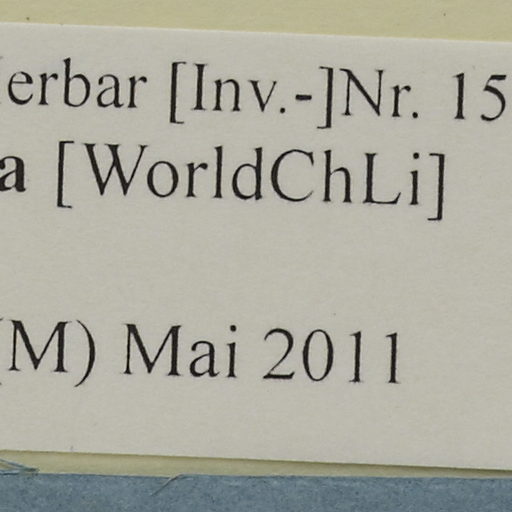 erbar [Inv.-]Nr. 15
a [WorldChLi]
(M) Mai 2011